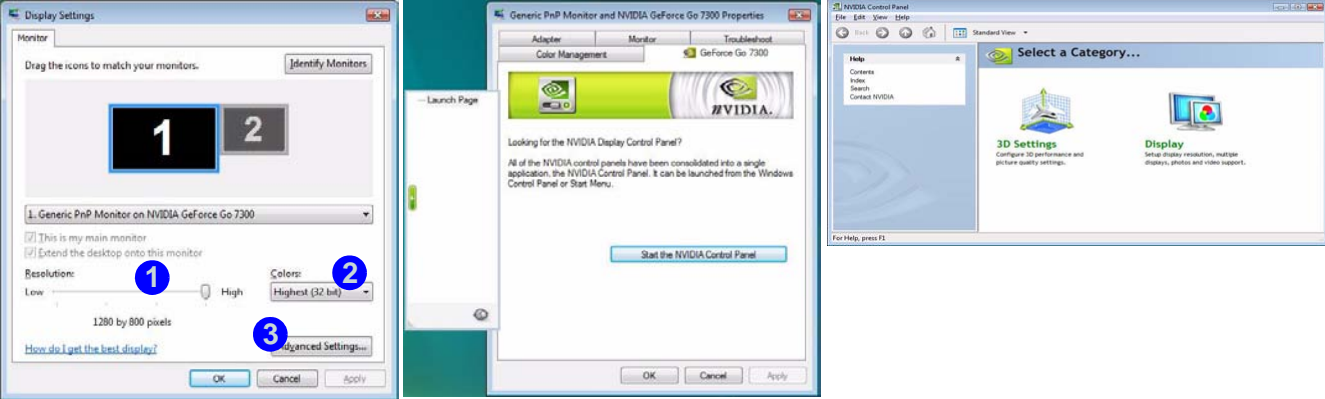 Display Settings
Monitor
Drag the icons to match your monitors.
Identify Monitors
1
2
1. Generic PnP Monitor on NVIDIA GeForce Go 7300
This is my main monitor
Extend the desktop onto this monitor
Resolution:
1
Colors:
2
Low
High
Highest (32 bit)
1280 by 800 pixels
3
How do I get the best display?
Advanced Settings...
OK
Cancel
Apply
Generic PnP Monitor and NVIDIA GeForce Go 7300 Properties
Adapter
Monitor
Troubleshoot
Color Management
GeForce Go 7300
Launch Page
NVIDIA.
Looking for the NVIDIA Display Control Panel?
All of the NVIDIA control panels have been consolidated into a single
application, the NVIDIA Control Panel. It can be launched from the Windows
Control Panel or Start Menu.
Start the NVIDIA Control Panel
OK
Cancel
Apply
NVIDIA Control Panel
File Edit View Help
Back
Standard View
Help
Contents
Index
Search
Contact NVIDIA
Select a Category...
3D Settings
Configure 3D performance and
picture quality settings.
Display
Setup display resolution, multiple
displays, photos and video support.
For Help, press F1